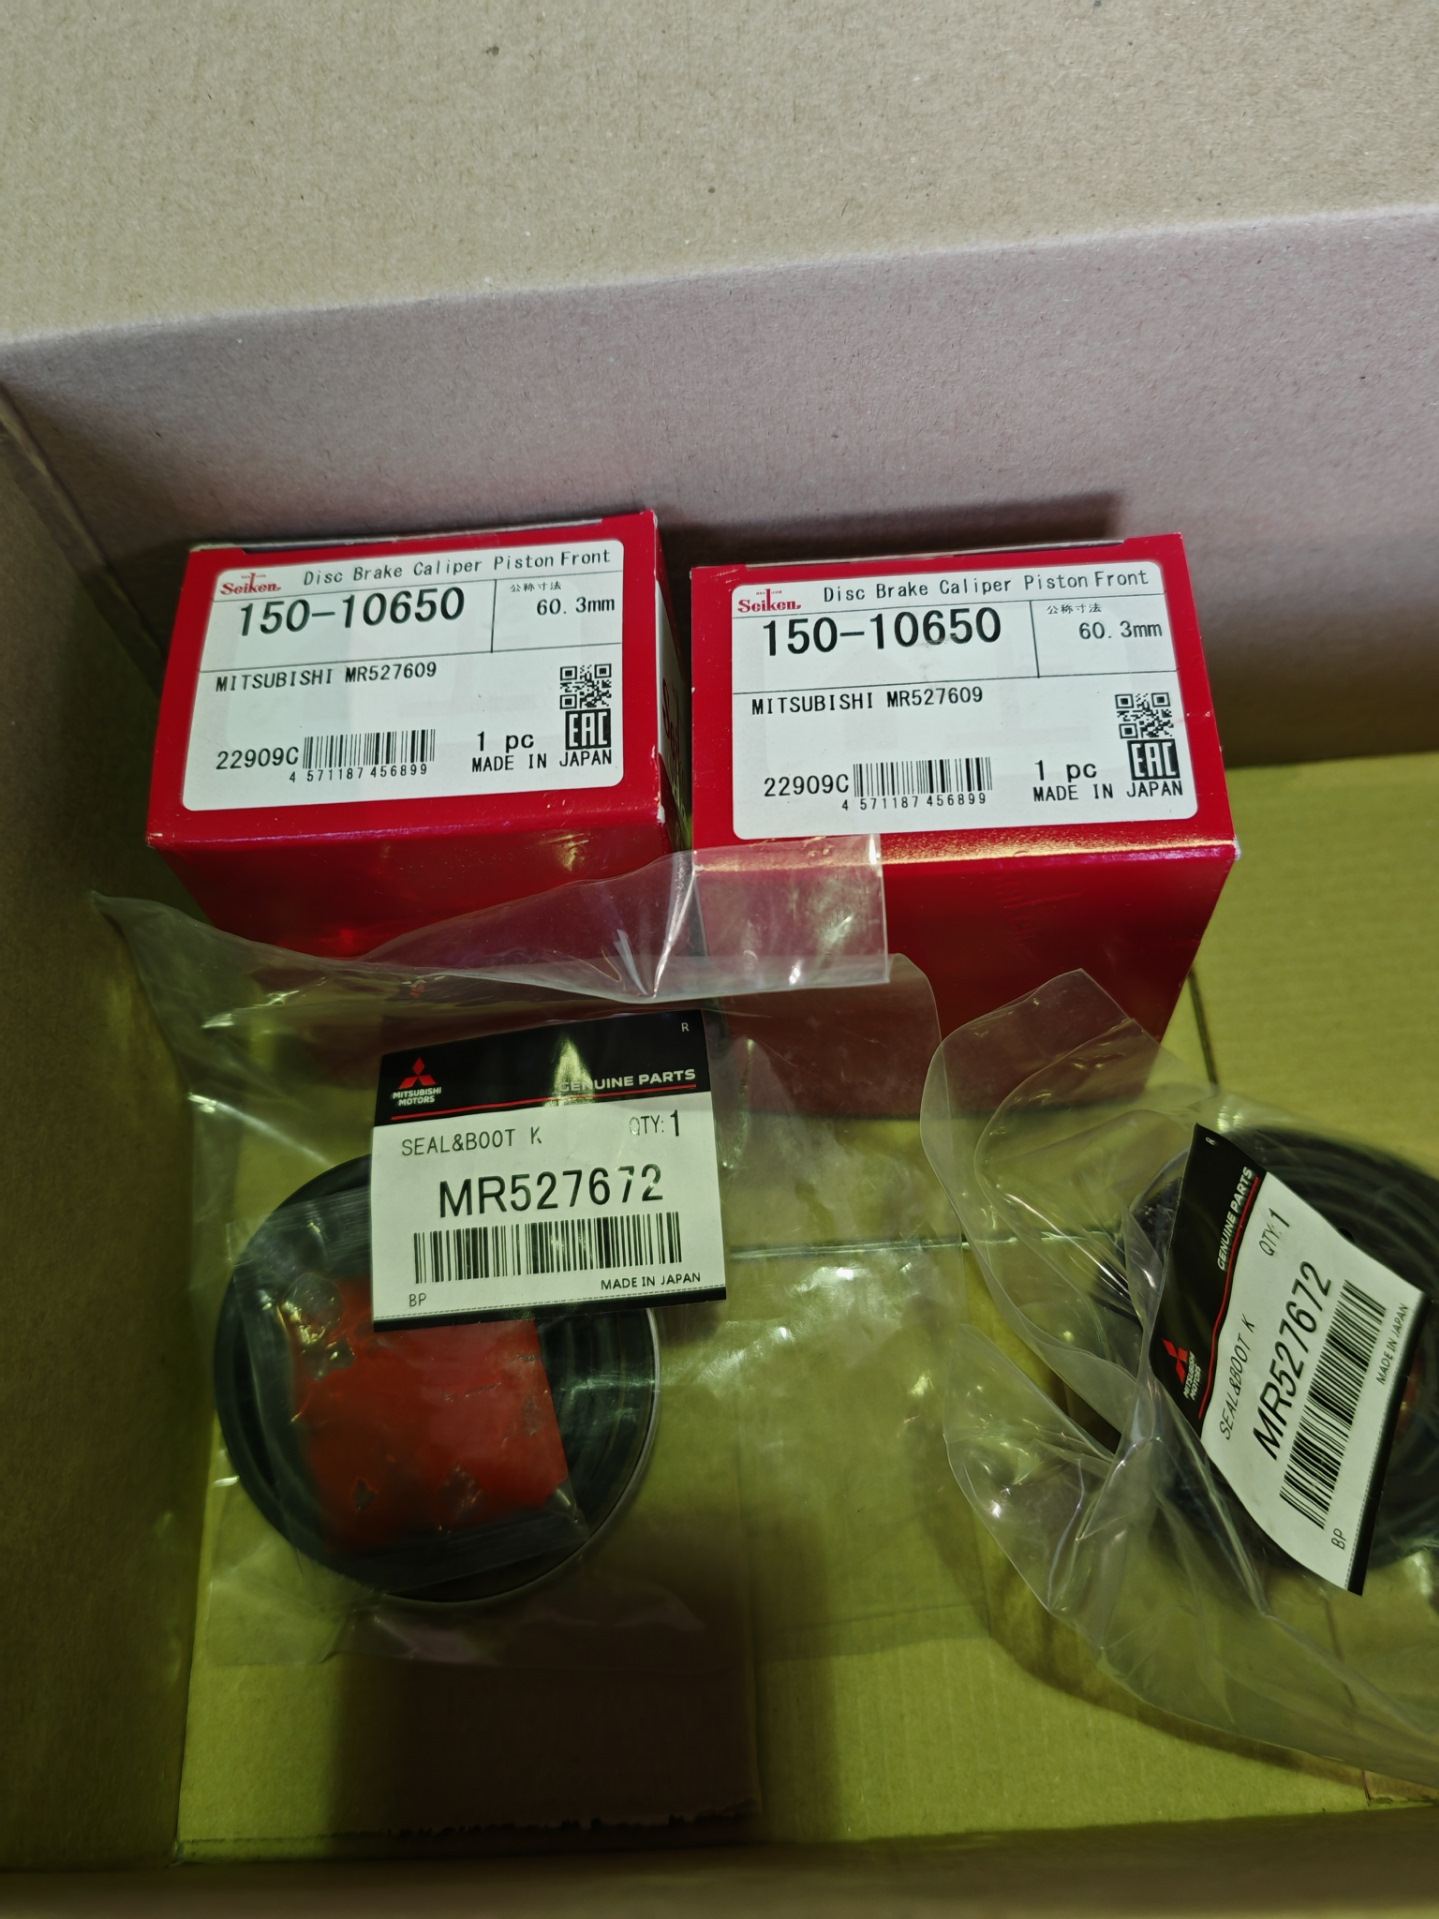 Seiken Disc Brake Caliper Piston Front
150-10650
公称寸法
60.3mm
MITSUBISHI MR527609
EAC
22909C
4 571187 456899
1 pc
MADE IN JAPAN
Seiken Disc Brake Caliper Piston Front
150-10650
公称寸法
60.3mm
MITSUBISHI MR527609
EAC
22909C
4 571187 456899
1 pc
MADE IN JAPAN
R
MITSUBISHI
MOTORS
GENUINE PARTS
SEAL&BOOT K
QTY:1
MR527672
MADE IN JAPAN
BP
R
MITSUBISHI
MOTORS
GENUINE PARTS
SEAL&BOOT K
QTY:1
MR527672
MADE IN JAPAN
BP